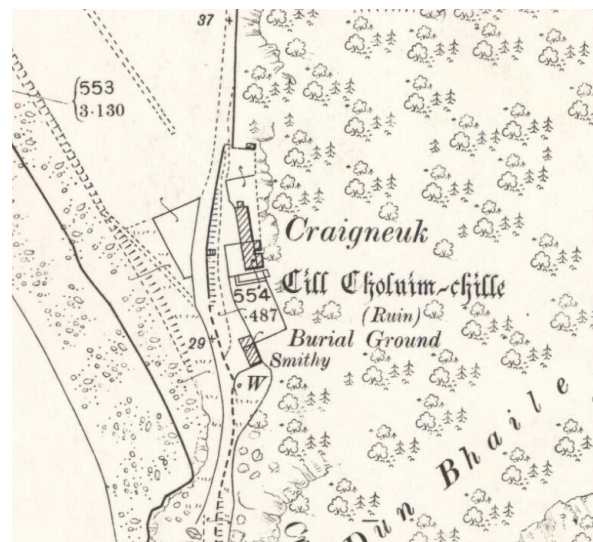 37
553
3·130
Craigneuk
Cill Choluim-chille
(Ruin)
554
·487
Burial Ground
29
Smithy
W
Dùn Bhaile